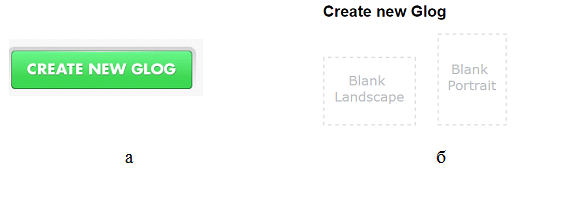 CREATE NEW GLOG
а
Create new Glog
Blank
Landscape
Blank
Portrait
б